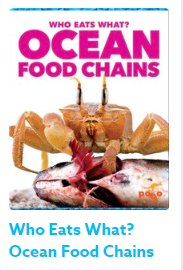 WHO EATS WHAT?
OCEAN
FOOD CHAINS
Who Eats What?
Ocean Food Chains